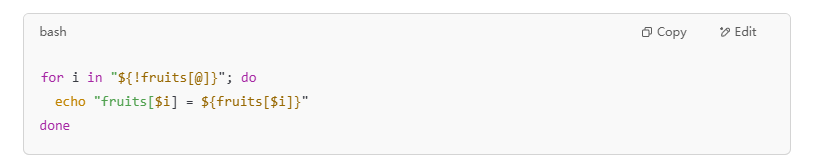 bash Copy Edit
for i in "${!fruits[@]}"; do
  echo "fruits[$i] = ${fruits[$i]}"
done